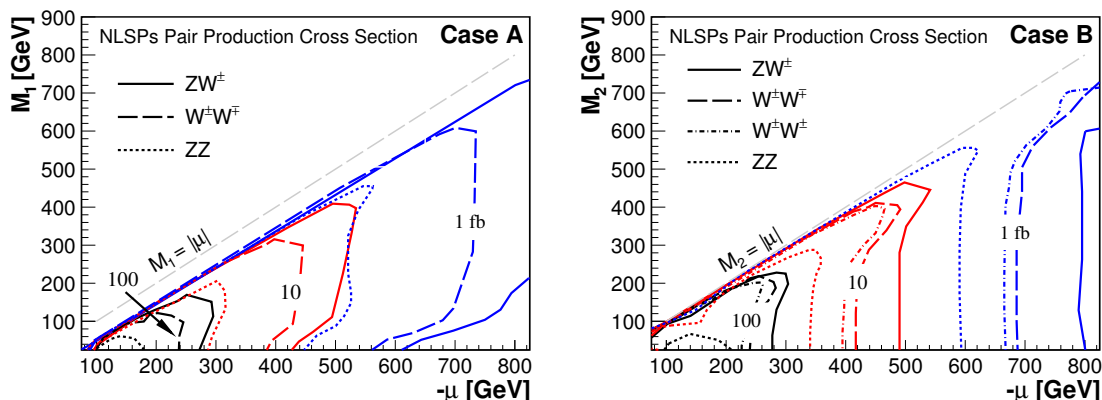 NLSPs Pair Production Cross Section Case A
M₁ [GeV]
900
800
700
600
500
400
300
200
100
ZW±
W±W∓
ZZ
M₁ = |μ|
100
10
1 fb
100 200 300 400 500 600 700 800
-μ [GeV]
NLSPs Pair Production Cross Section Case B
M₂ [GeV]
900
800
700
600
500
400
300
200
100
ZW±
W±W∓
W±W±
ZZ
M₂ = |μ|
100
10
1 fb
100 200 300 400 500 600 700 800
-μ [GeV]